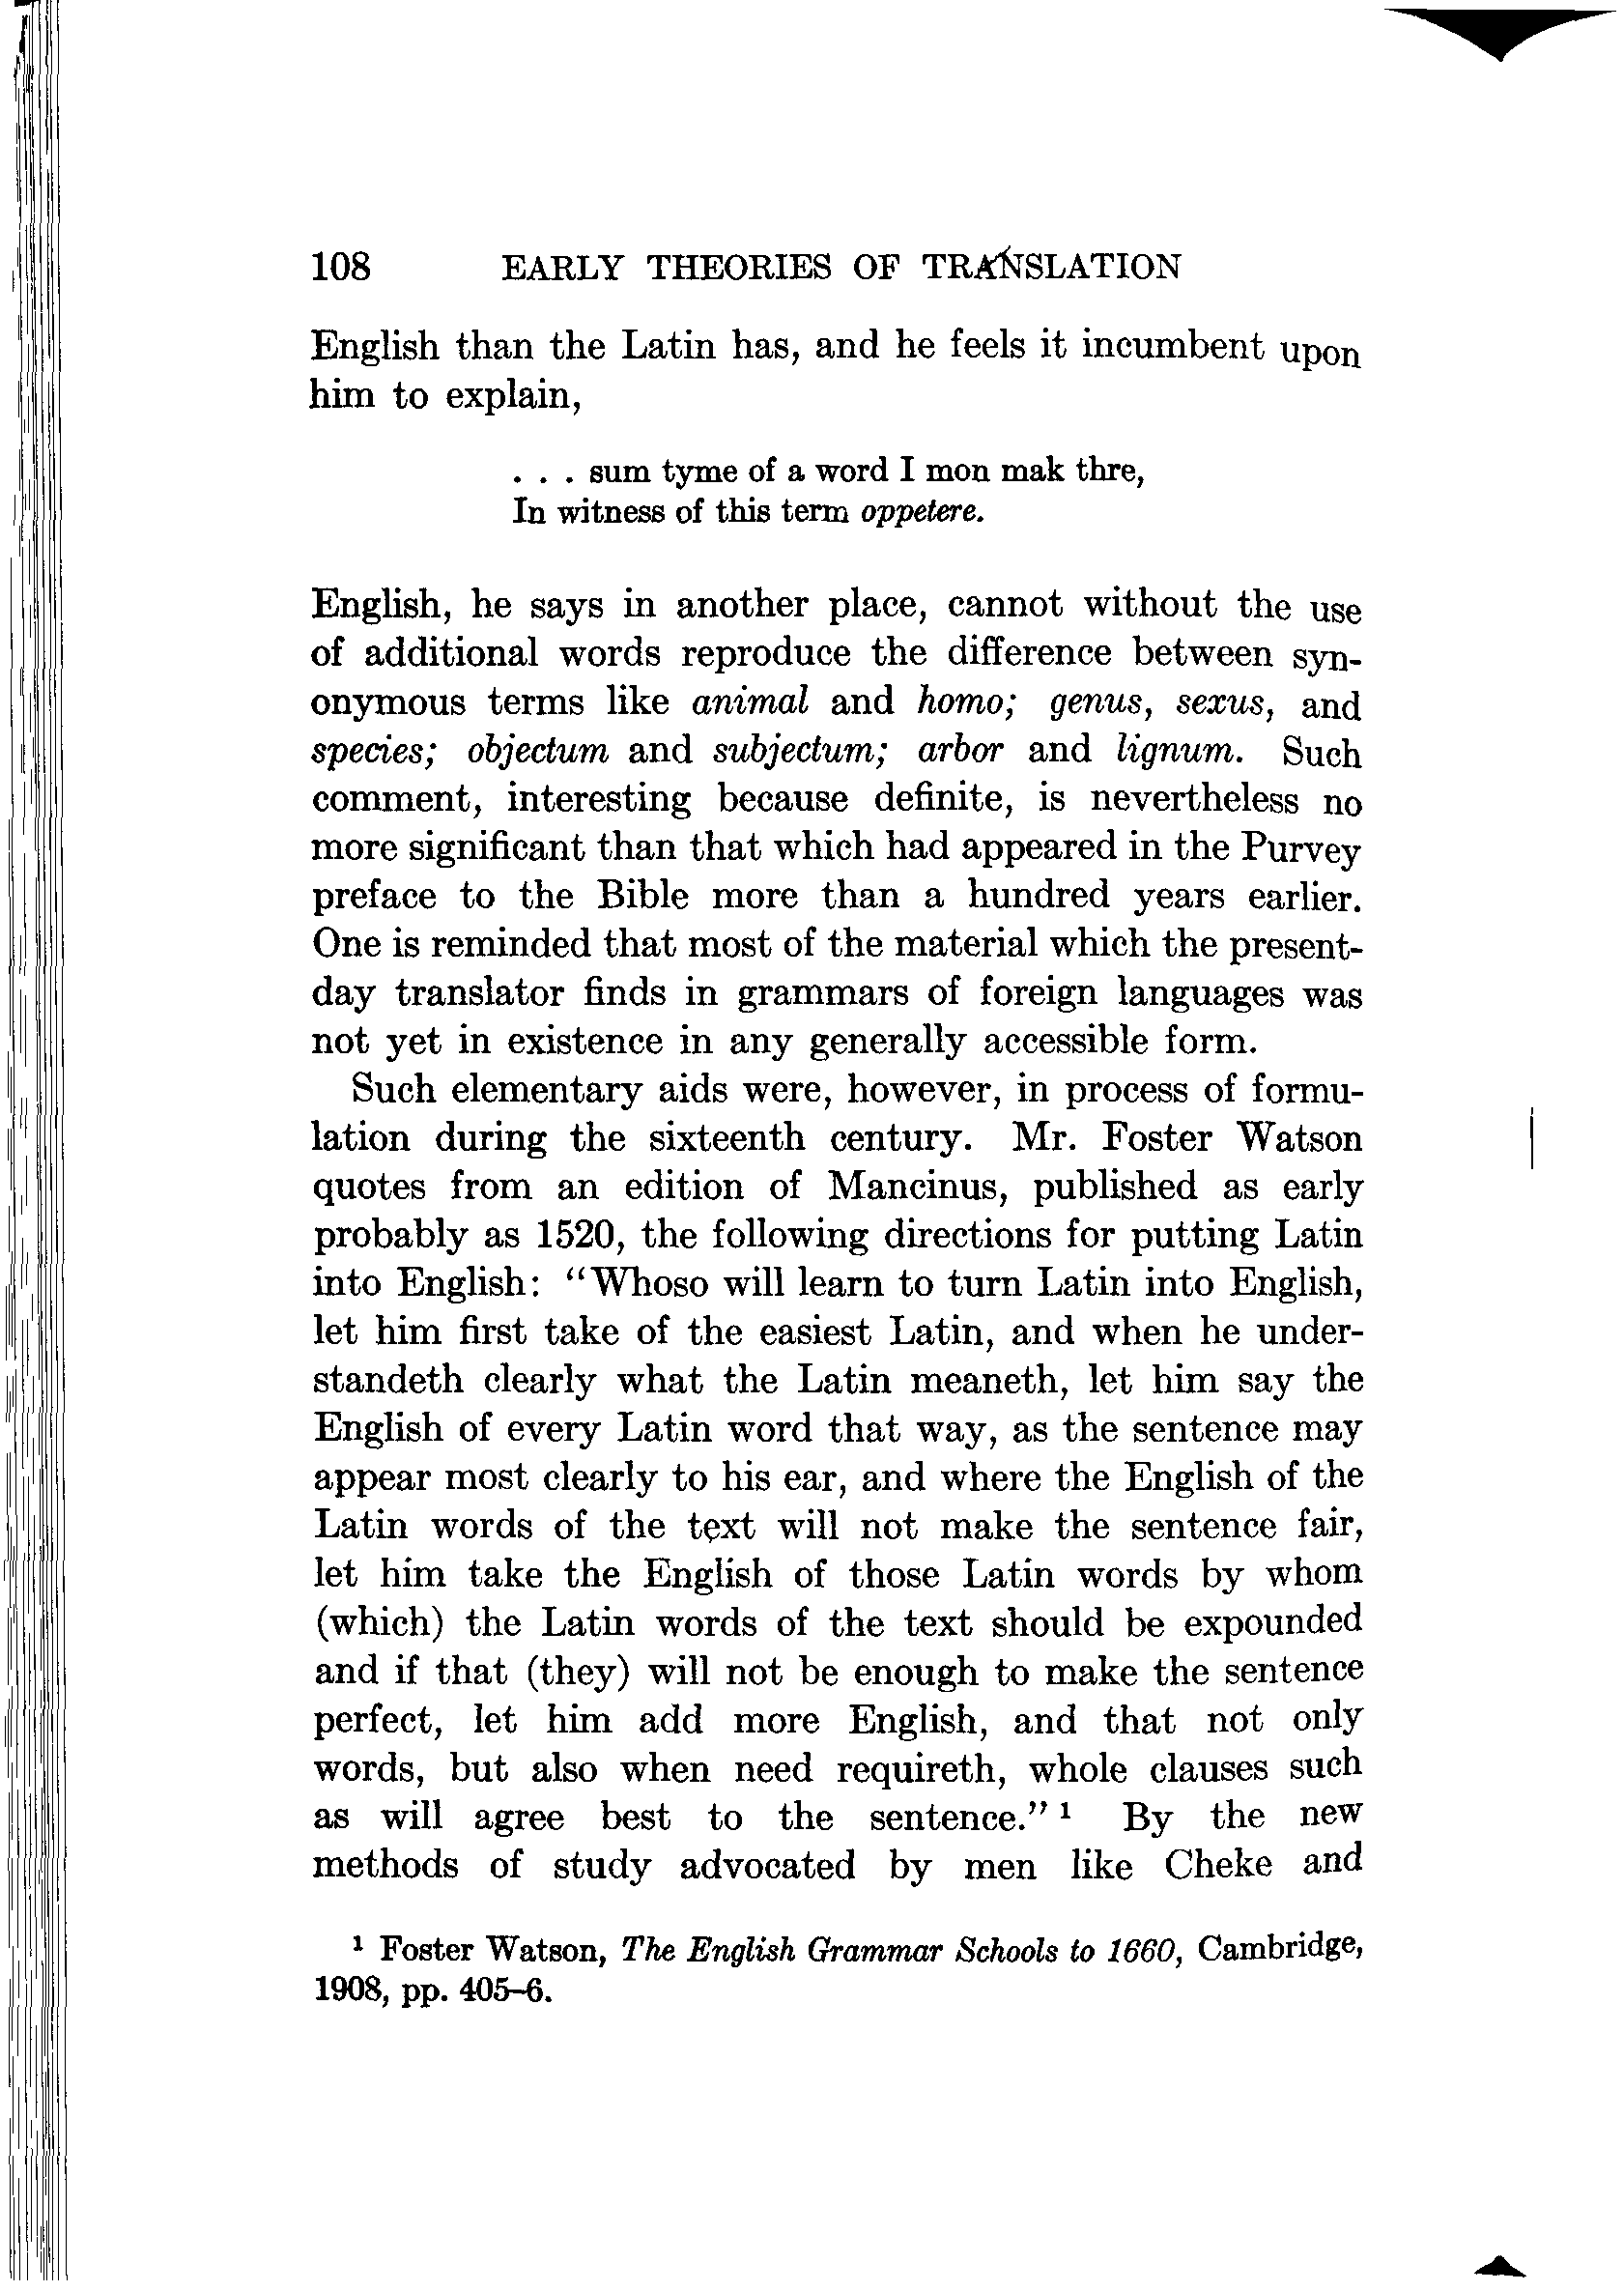 108 EARLY THEORIES OF TRANSLATION
English than the Latin has, and he feels it incumbent upon
him to explain,
. . . sum tyme of a word I mon mak thre,
In witness of this term oppetere.
English, he says in another place, cannot without the use
of additional words reproduce the difference between syn-
onymous terms like animal and homo; genus, sexus, and
species; objectum and subjectum; arbor and lignum. Such
comment, interesting because definite, is nevertheless no
more significant than that which had appeared in the Purvey
preface to the Bible more than a hundred years earlier.
One is reminded that most of the material which the present-
day translator finds in grammars of foreign languages was
not yet in existence in any generally accessible form.
Such elementary aids were, however, in process of formu-
lation during the sixteenth century. Mr. Foster Watson
quotes from an edition of Mancinus, published as early
probably as 1520, the following directions for putting Latin
into English: “Whoso will learn to turn Latin into English,
let him first take of the easiest Latin, and when he under-
standeth clearly what the Latin meaneth, let him say the
English of every Latin word that way, as the sentence may
appear most clearly to his ear, and where the English of the
Latin words of the text will not make the sentence fair,
let him take the English of those Latin words by whom
(which) the Latin words of the text should be expounded
and if that (they) will not be enough to make the sentence
perfect, let him add more English, and that not only
words, but also when need requireth, whole clauses such
as will agree best to the sentence.” 1 By the new
methods of study advocated by men like Cheke and
1 Foster Watson, The English Grammar Schools to 1660, Cambridge,
1908, pp. 405–6.